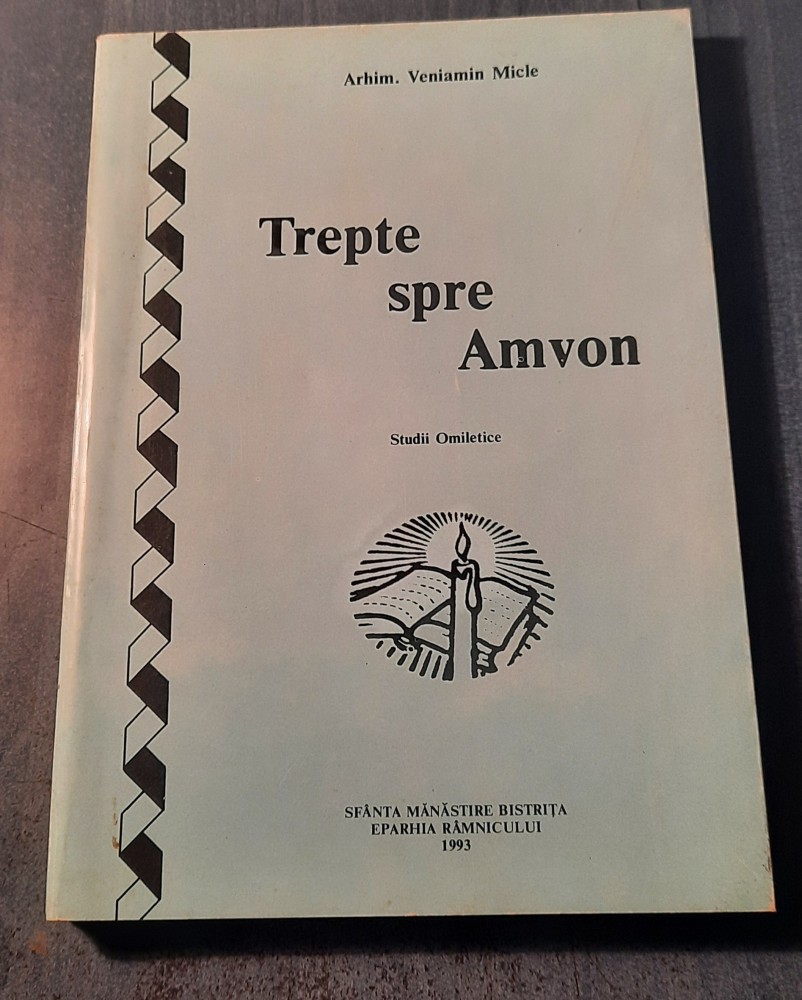 Arhim. Veniamin Micle
Trepte
spre
Amvon
Studii Omiletice
SFÂNTA MĂNĂSTIRE BISTRIȚA
EPARHIA RÂMNICULUI
1993